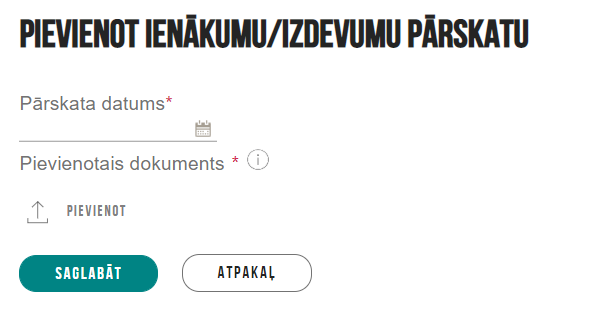 PIEVIENOT IENĀKUMU/IZDEVUMU PĀRSKATU
Pārskata datums*
Pievienotais dokuments *
PIEVIENOT
SAGLABĀT ATPAKAĻ